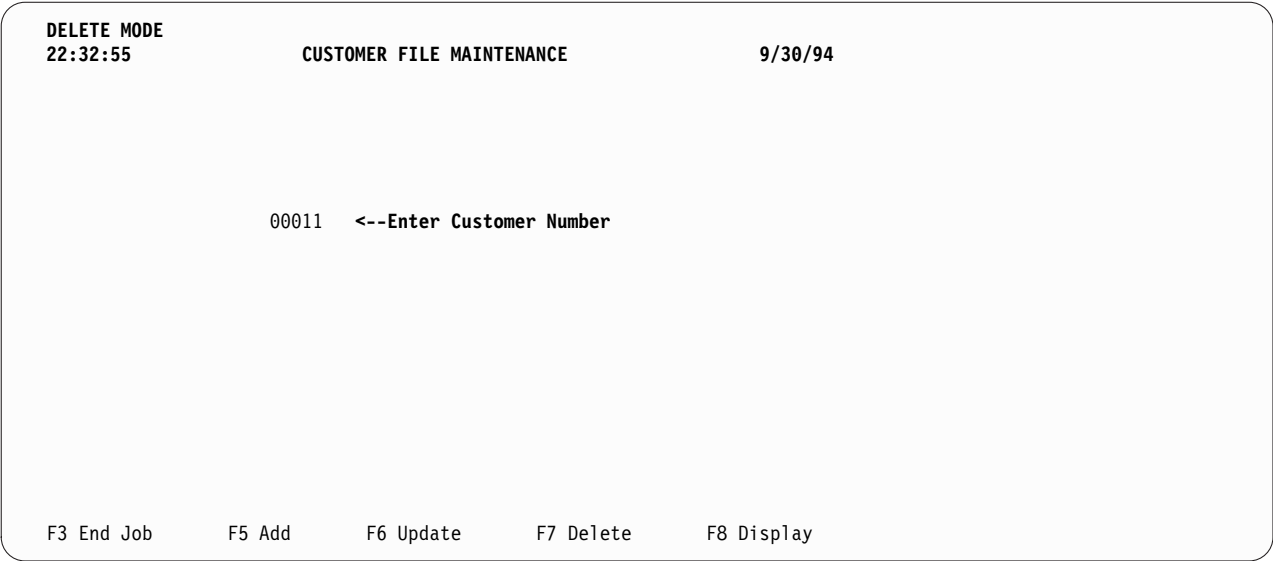 DELETE MODE
22:32:55 CUSTOMER FILE MAINTENANCE 9/30/94
00011 <--Enter Customer Number
F3 End Job F5 Add F6 Update F7 Delete F8 Display